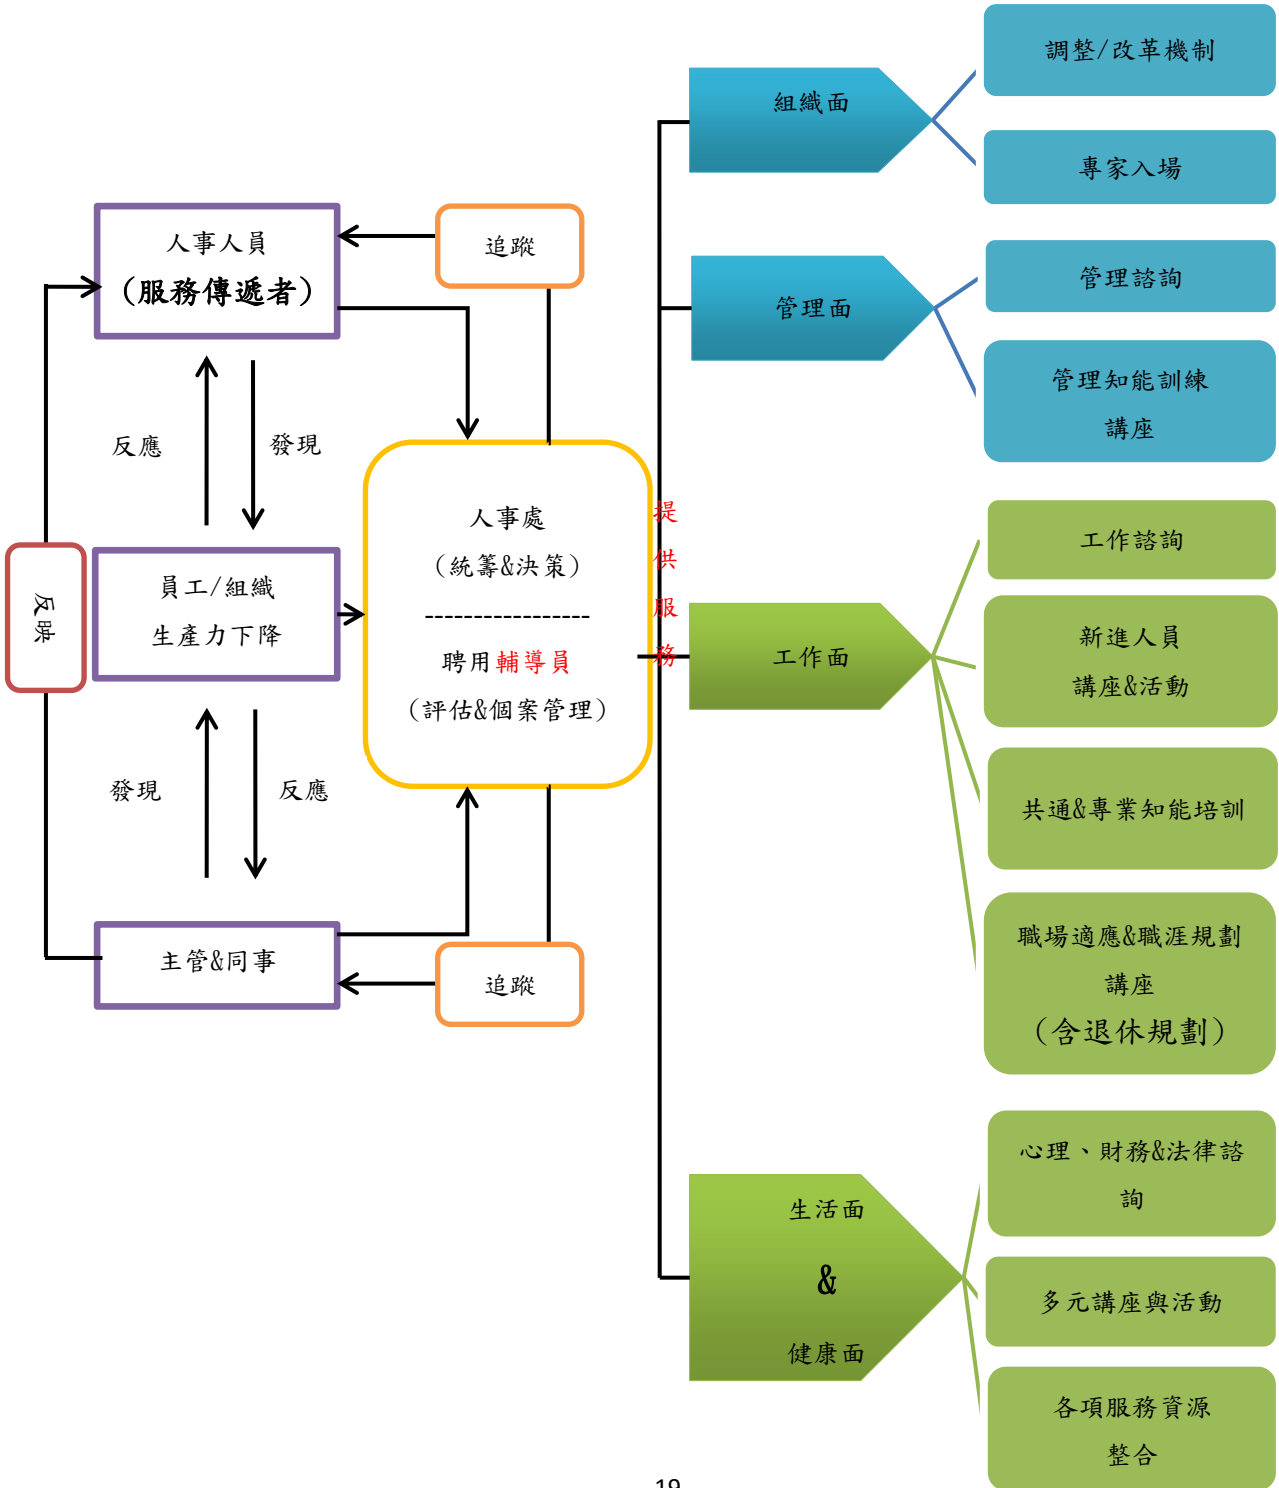 人事人員
(服務傳遞者)
追蹤
反應
發現
反映
員工/組織
生產力下降
發現
反應
主管&同事
追蹤
人事處
(統籌&決策)
------------------
聘用輔導員
(評估&個案管理)
提
供
服
務
組織面
調整/改革機制
專家入場
管理面
管理諮詢
管理知能訓練
講座
工作面
工作諮詢
新進人員
講座&活動
共通&專業知能培訓
職場適應&職涯規劃
講座
(含退休規劃)
生活面
&
健康面
心理、財務&法律諮
詢
多元講座與活動
各項服務資源
整合
19